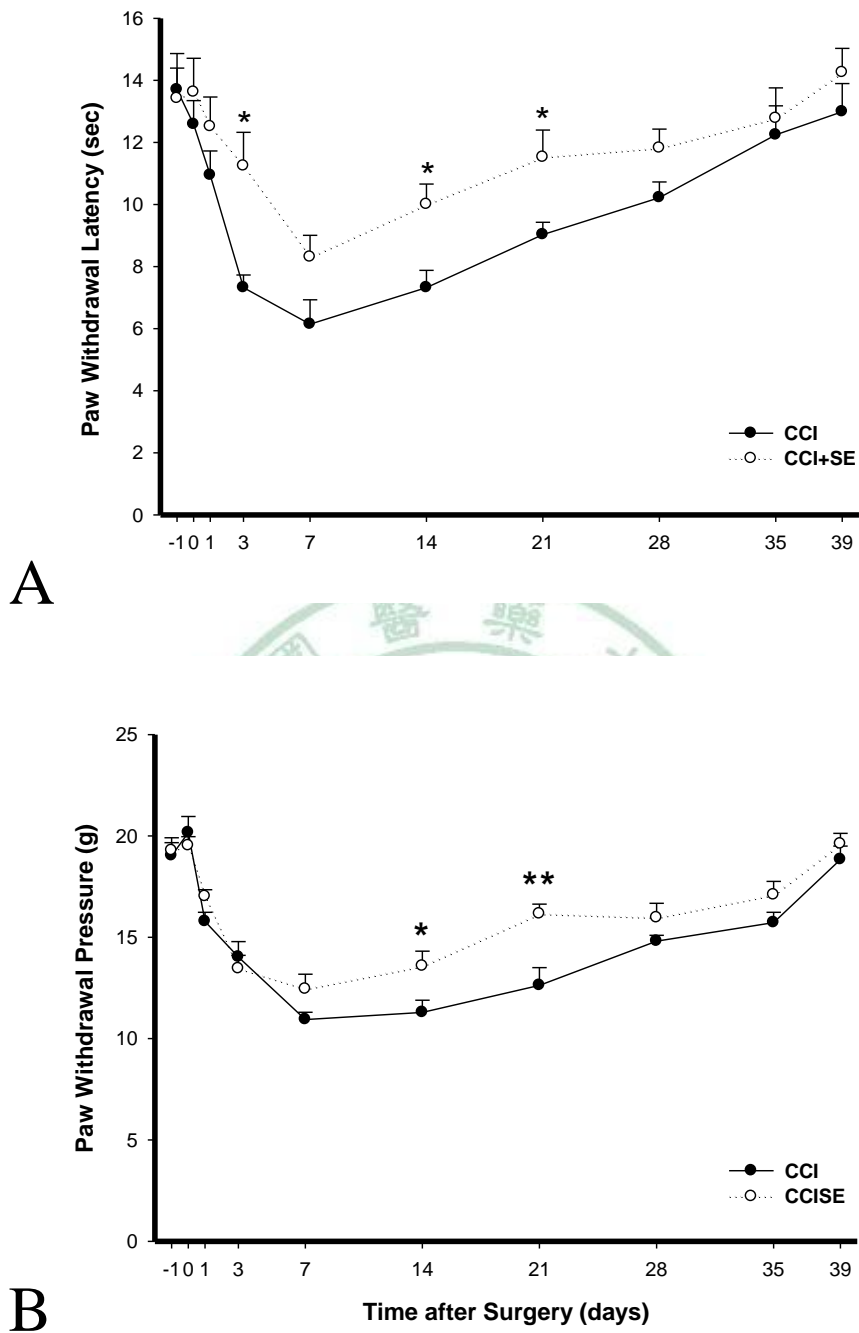 16
14
12
10
8
6
4
2
0
Paw Withdrawal Latency (sec)
*
*
*
CCI
CCI+SE
-1 0 1 3 7 14 21 28 35 39
A
醫 藥
25
20
15
10
5
0
Paw Withdrawal Pressure (g)
*
**
CCI
CCISE
-1 0 1 3 7 14 21 28 35 39
Time after Surgery (days)
B